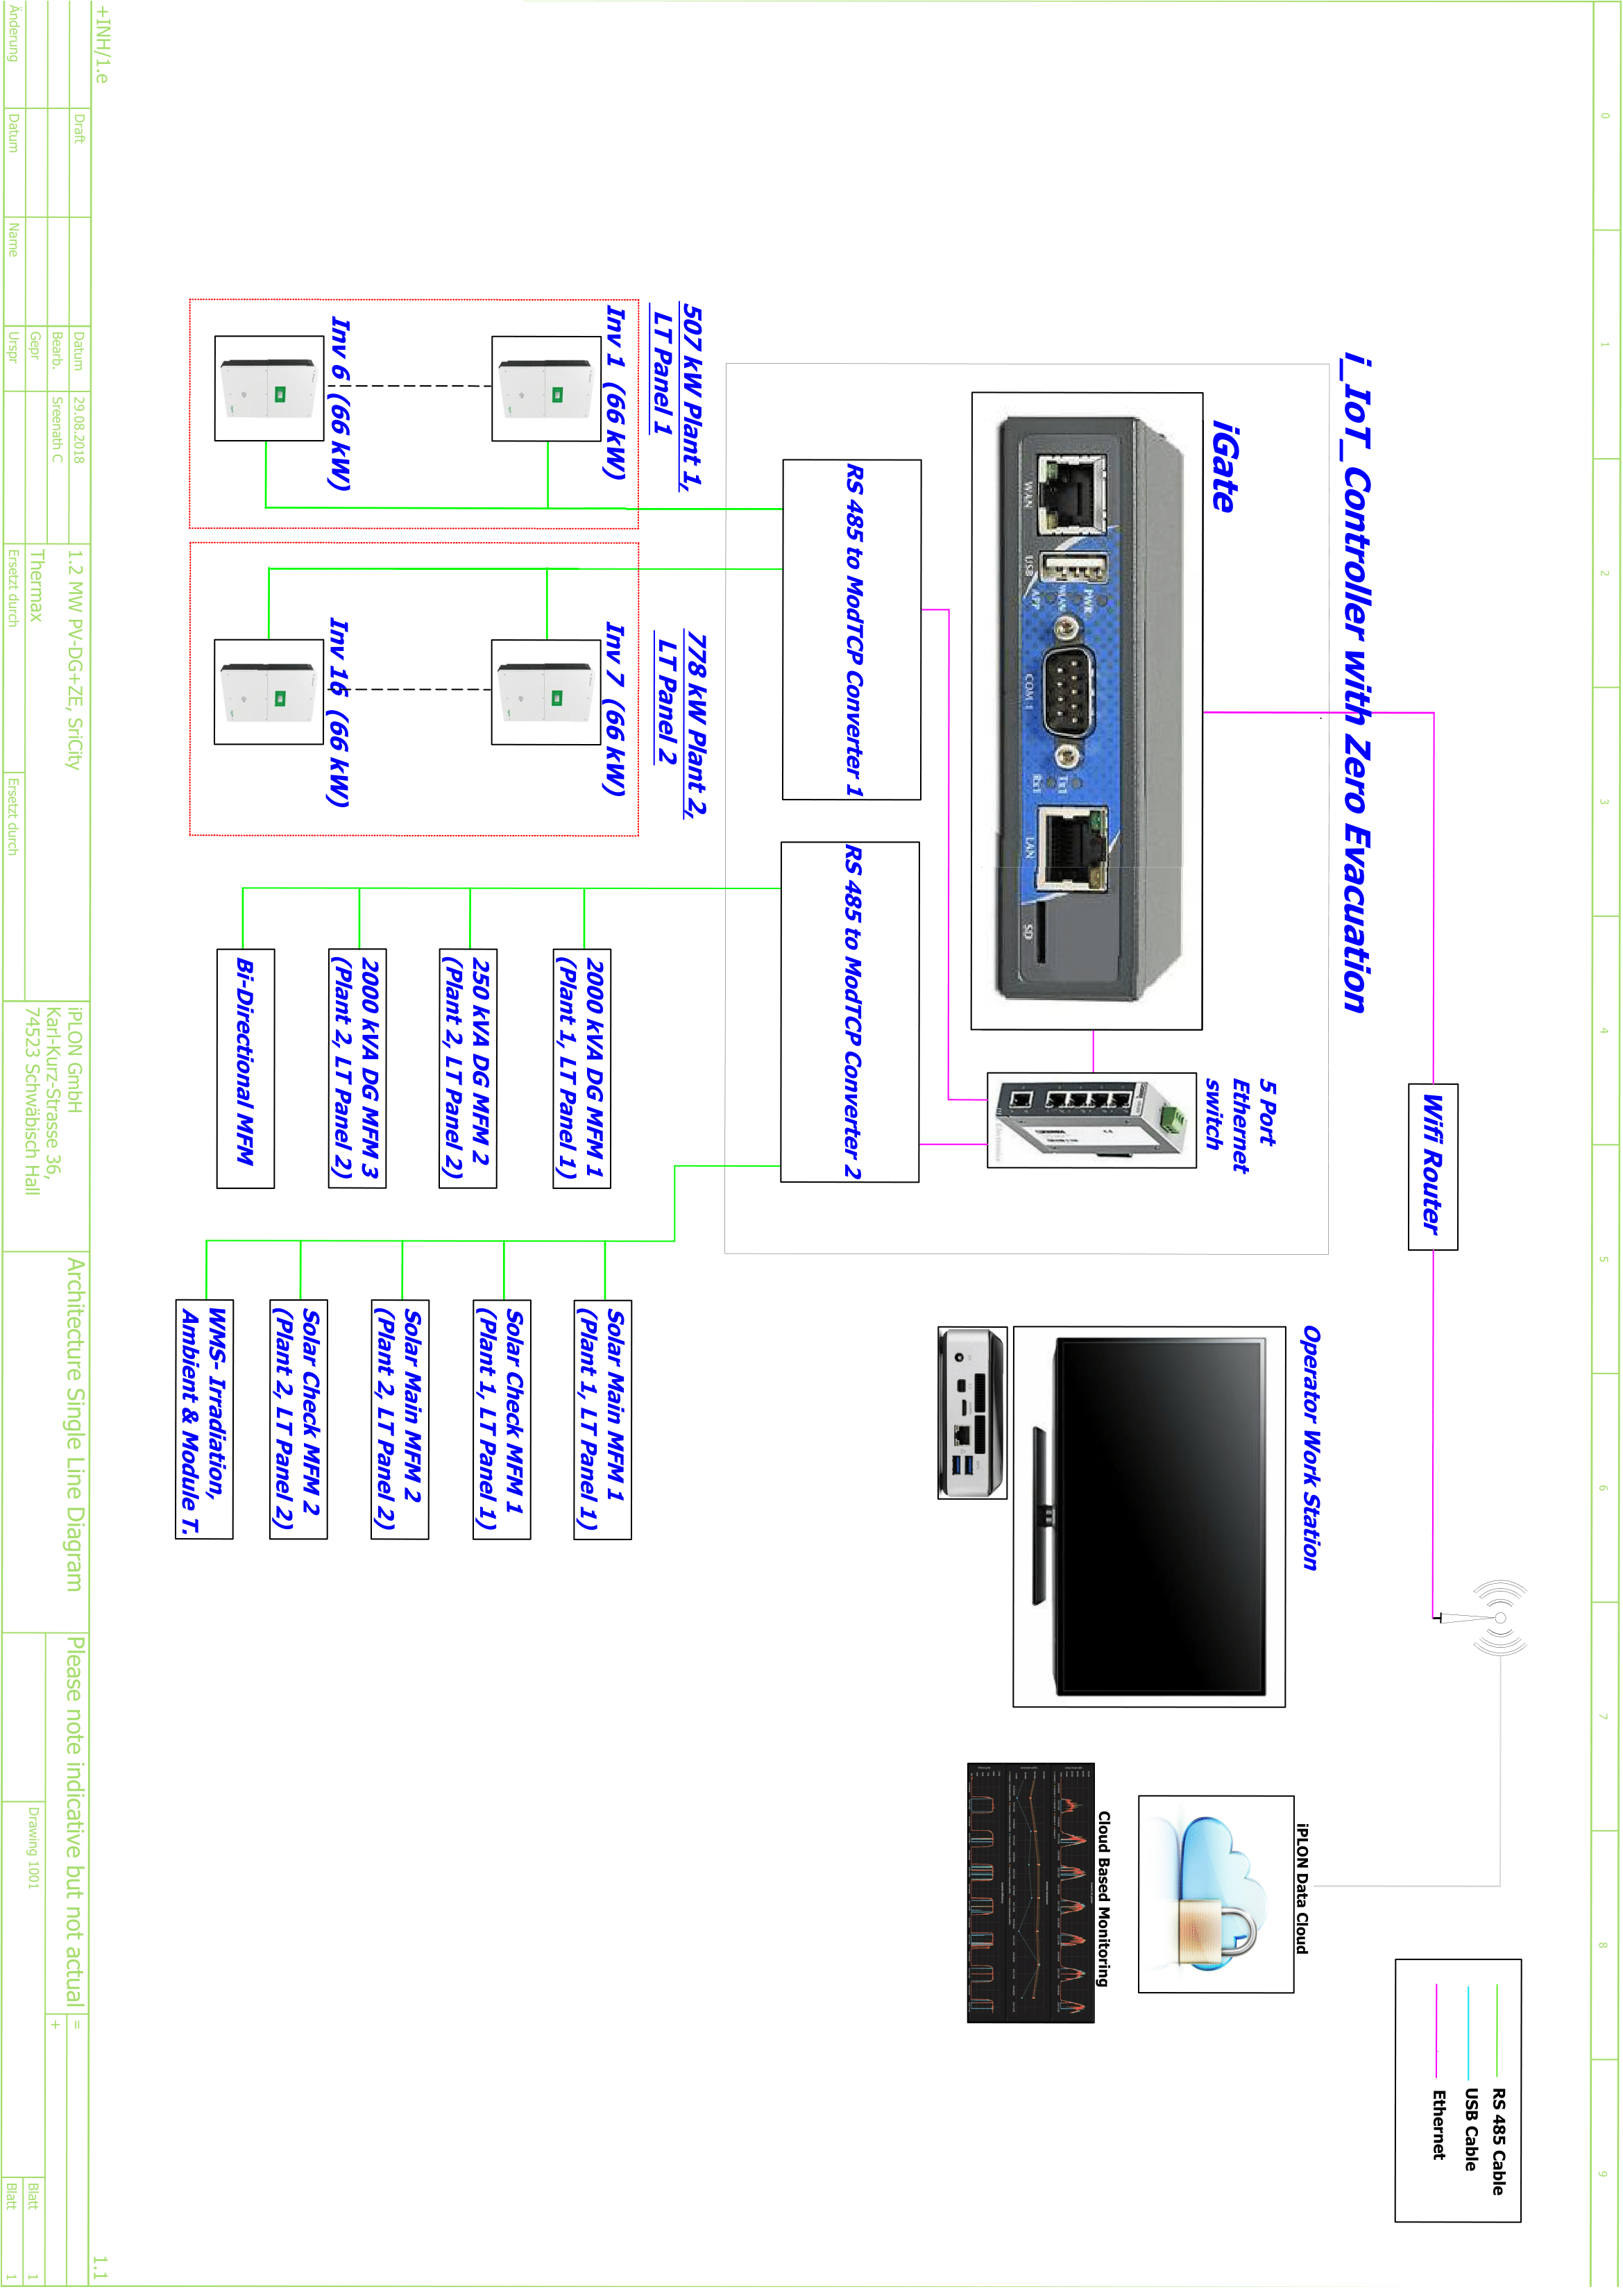 0
1
2
3
4
5
6
7
8
9
i_IoT_Controller with Zero Evacuation
iGate
WAN
USB
PWR
WLAN
APP
COM 1
TX1
RX1
LAN
SD
5 Port
Ethernet
switch
Wifi Router
Operator Work Station
iPLON Data Cloud
Cloud Based Monitoring
RS 485 Cable
USB Cable
Ethernet
RS 485 to ModTCP Converter 1
RS 485 to ModTCP Converter 2
507 kW Plant 1,
LT Panel 1
Inv 1 (66 kW)
Inv 6 (66 kW)
778 kW Plant 2,
LT Panel 2
Inv 7 (66 kW)
Inv 16 (66 kW)
2000 kVA DG MFM 1
(Plant 1, LT Panel 1)
250 kVA DG MFM 2
(Plant 2, LT Panel 2)
2000 kVA DG MFM 3
(Plant 2, LT Panel 2)
Bi-Directional MFM
Solar Main MFM 1
(Plant 1, LT Panel 1)
Solar Check MFM 1
(Plant 1, LT Panel 1)
Solar Main MFM 2
(Plant 2, LT Panel 2)
Solar Check MFM 2
(Plant 2, LT Panel 2)
WMS- Irradiation,
Ambient & Module T.
+INH/1.e
1.1
Draft
Änderung
Datum
Name
Datum
29.08.2018
Bearb.
Sreenath C
Gepr
Urspr
1.2 MW PV-DG+ZE, SriCity
Thermax
Ersetzt durch
Ersetzt durch
iPLON GmbH
Karl-Kurz-Strasse 36,
74523 Schwäbisch Hall
Architecture Single Line Diagram
Please note indicative but not actual
Drawing 1001
=
+
Blatt 1
Blatt 1